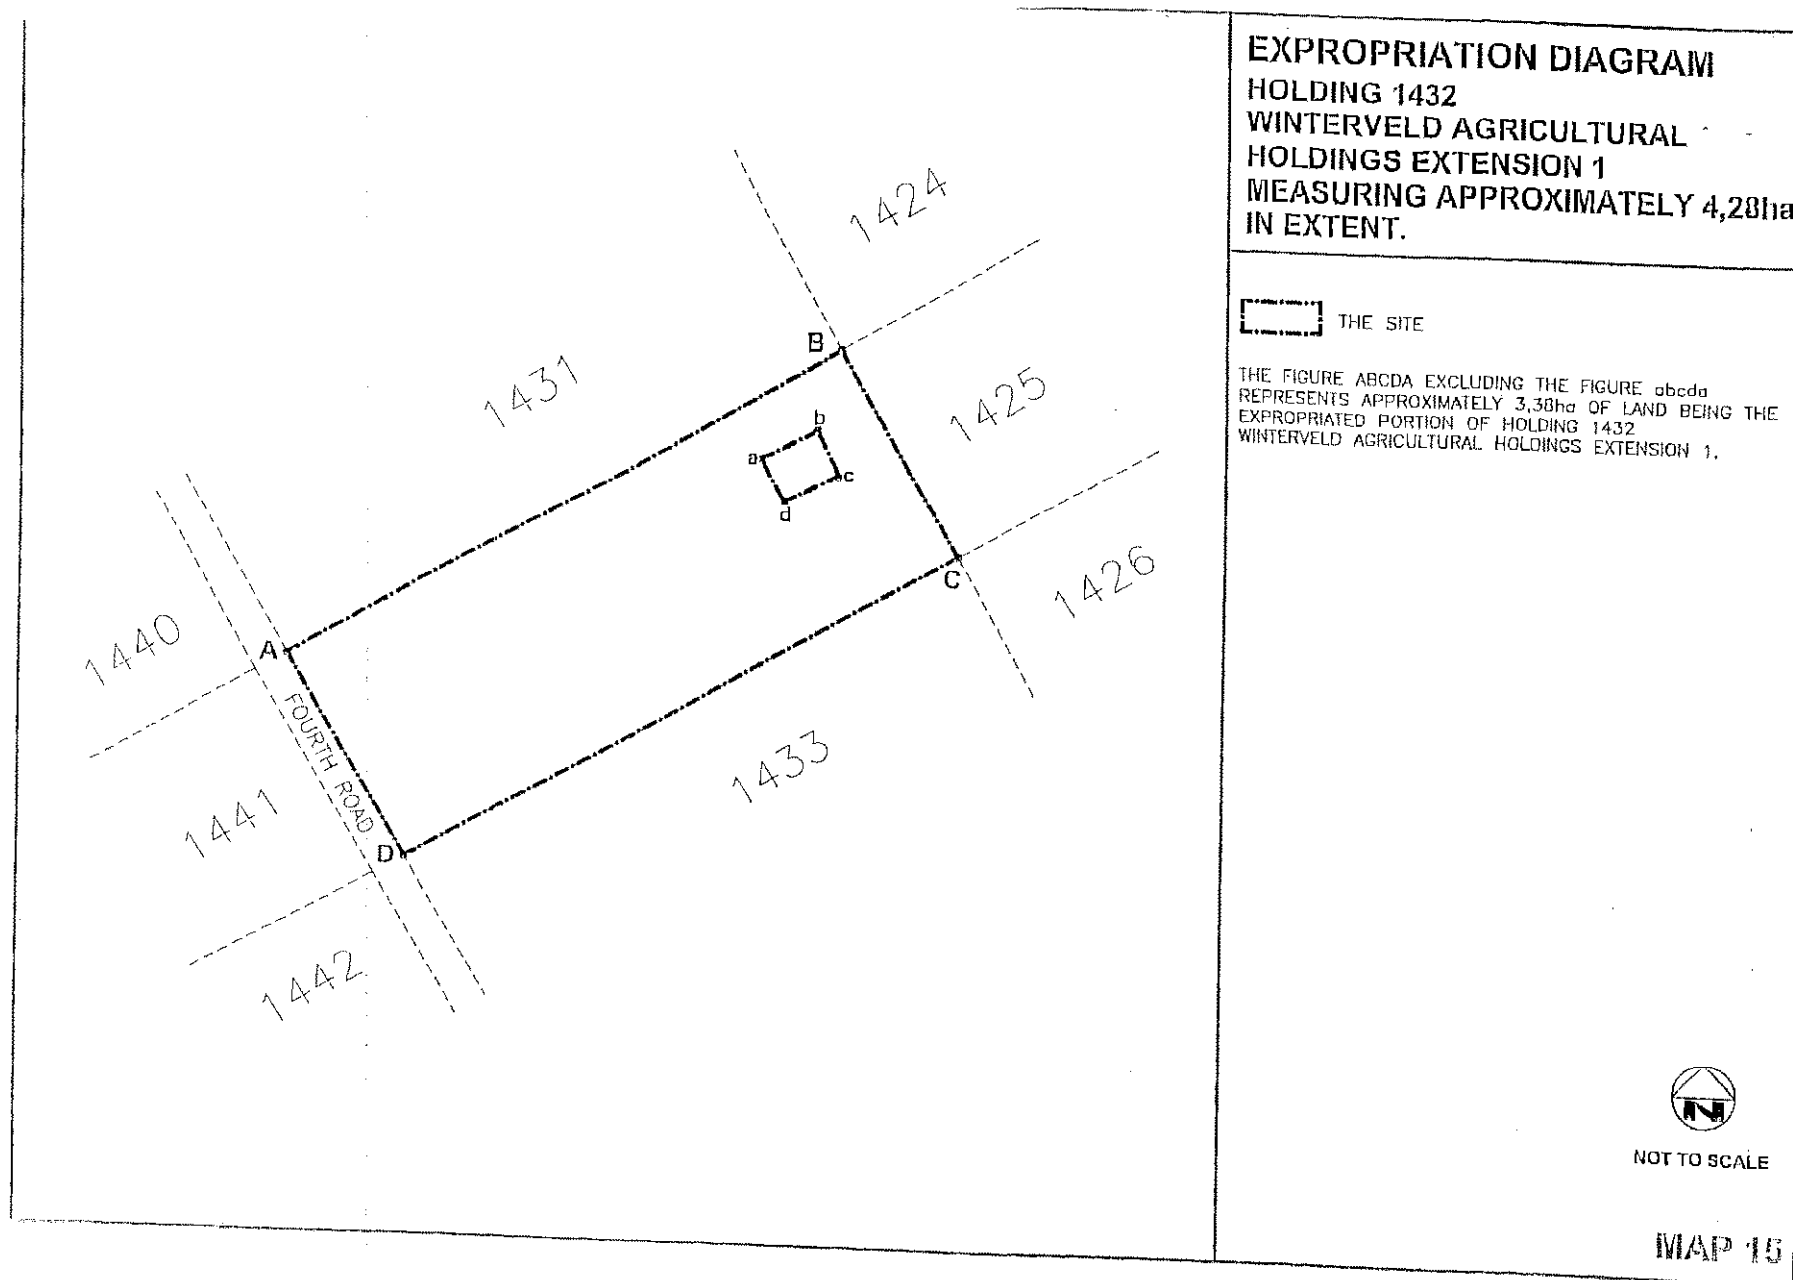 EXPROPRIATION DIAGRAM
HOLDING 1432
WINTERVELD AGRICULTURAL
HOLDINGS EXTENSION 1
MEASURING APPROXIMATELY 4,28ha
IN EXTENT.
THE SITE
THE FIGURE ABCDA EXCLUDING THE FIGURE abcda
REPRESENTS APPROXIMATELY 3,38ha OF LAND BEING THE
EXPROPRIATED PORTION OF HOLDING 1432
WINTERVELD AGRICULTURAL HOLDINGS EXTENSION 1.
1424
B
1431
1425
b
a
c
d
C
1426
1440
A
FOURTH ROAD
1433
1441
D
1442
N
NOT TO SCALE
MAP 15